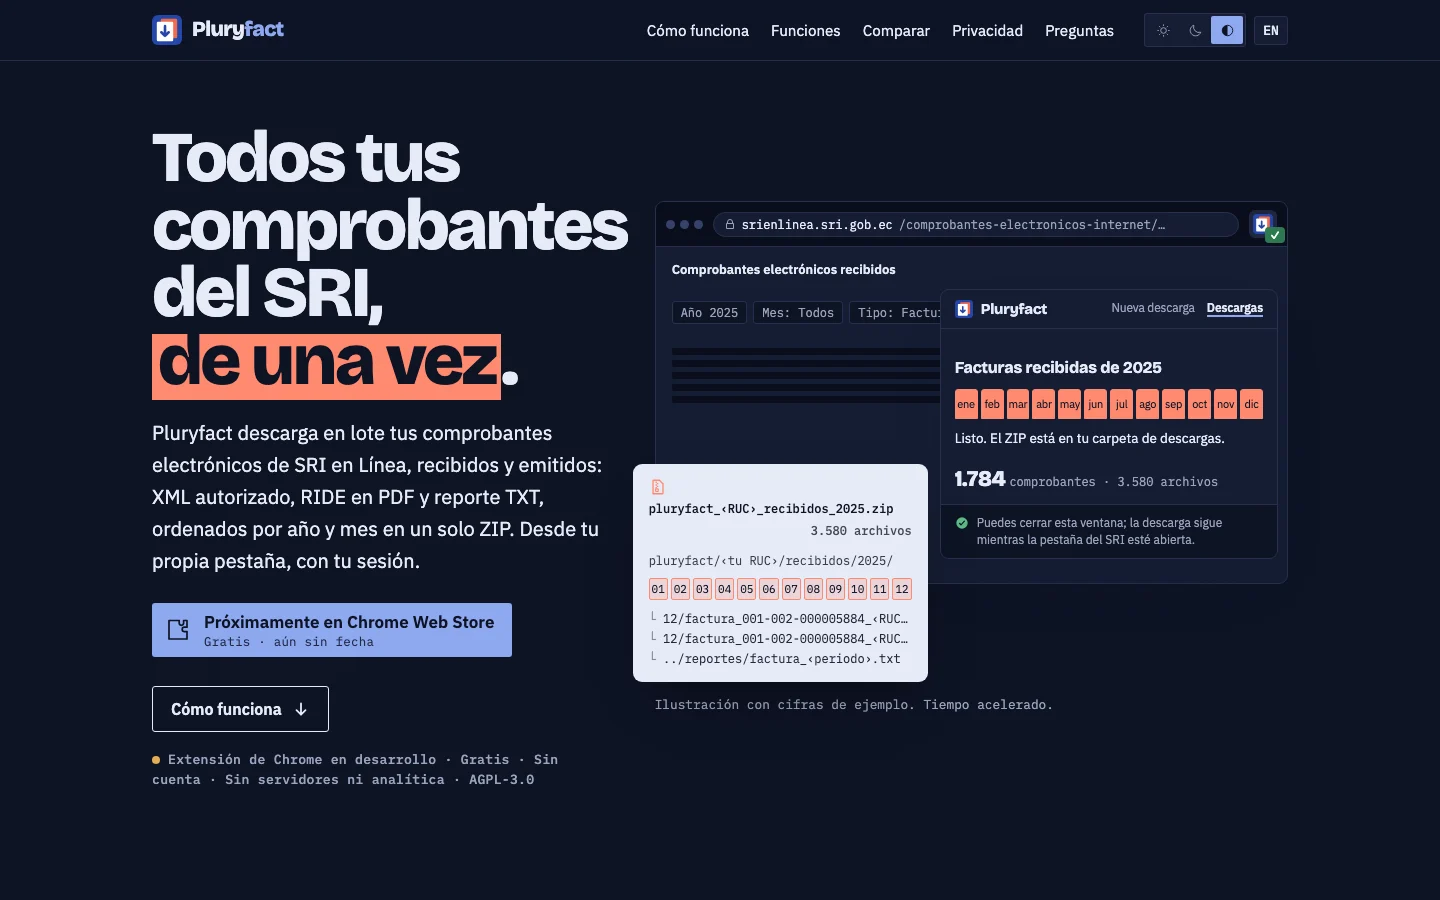 Pluryfact
Cómo funciona
Funciones
Comparar
Privacidad
Preguntas
EN
Todos tus
comprobantes
del SRI,
de una vez.
Pluryfact descarga en lote tus comprobantes
electrónicos de SRI en Línea, recibidos y emitidos:
XML autorizado, RIDE en PDF y reporte TXT,
ordenados por año y mes en un solo ZIP. Desde tu
propia pestaña, con tu sesión.
Próximamente en Chrome Web Store
Gratis · aún sin fecha
Cómo funciona ↓
Extensión de Chrome en desarrollo · Gratis · Sin
cuenta · Sin servidores ni analítica · AGPL-3.0
srienlinea.sri.gob.ec /comprobantes-electronicos-internet/…
Comprobantes electrónicos recibidos
Año 2025
Mes: Todos
Tipo: Factu
Pluryfact
Nueva descarga
Descargas
Facturas recibidas de 2025
ene feb mar abr may jun jul ago sep oct nov dic
Listo. El ZIP está en tu carpeta de descargas.
1.784 comprobantes · 3.580 archivos
Puedes cerrar esta ventana; la descarga sigue
mientras la pestaña del SRI esté abierta.
pluryfact_‹RUC›_recibidos_2025.zip
3.580 archivos
pluryfact/‹tu RUC›/recibidos/2025/
01 02 03 04 05 06 07 08 09 10 11 12
└ 12/factura_001-002-000005884_‹RUC…
└ 12/factura_001-002-000005884_‹RUC…
└ ../reportes/factura_‹periodo›.txt
Ilustración con cifras de ejemplo. Tiempo acelerado.